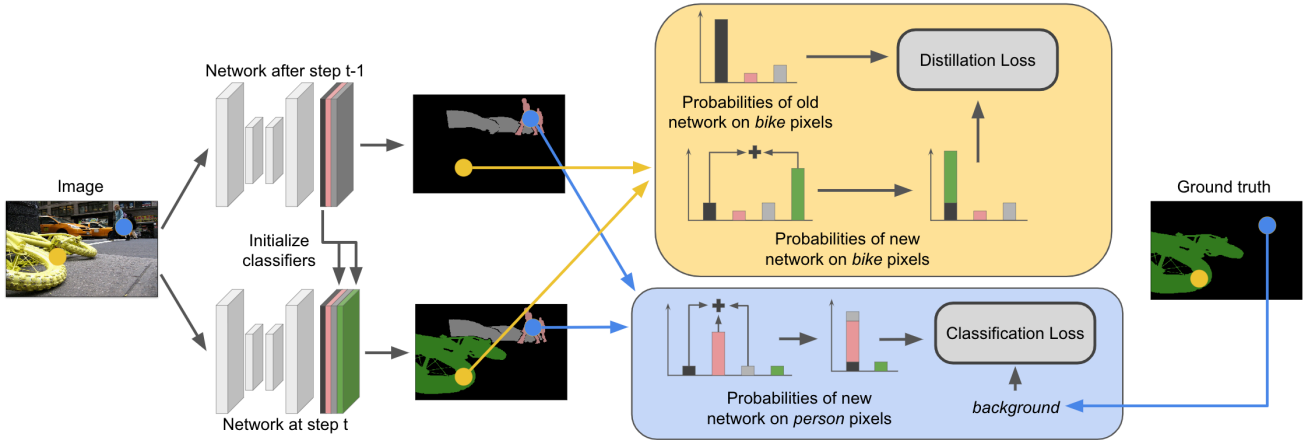 Network after step t-1
Image
Initialize
classifiers
Network at step t
Probabilities of old
network on bike pixels
Distillation Loss
Probabilities of new
network on bike pixels
Probabilities of new
network on person pixels
Classification Loss
background
Ground truth